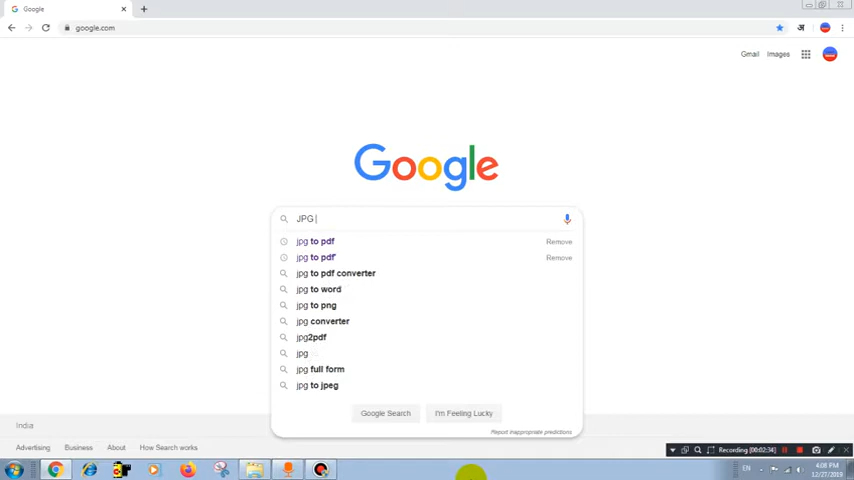 Google
google.com
अ
Gmail Images
Google
JPG
jpg to pdf Remove
jpg to pdf' Remove
jpg to pdf converter
jpg to word
jpg to png
jpg converter
jpg2pdf
jpg
jpg full form
jpg to jpeg
Google Search I'm Feeling Lucky
Report inappropriate predictions
India
Advertising Business About How Search works
Recording [00:02:34]
EN 4:08 PM
12/27/2019